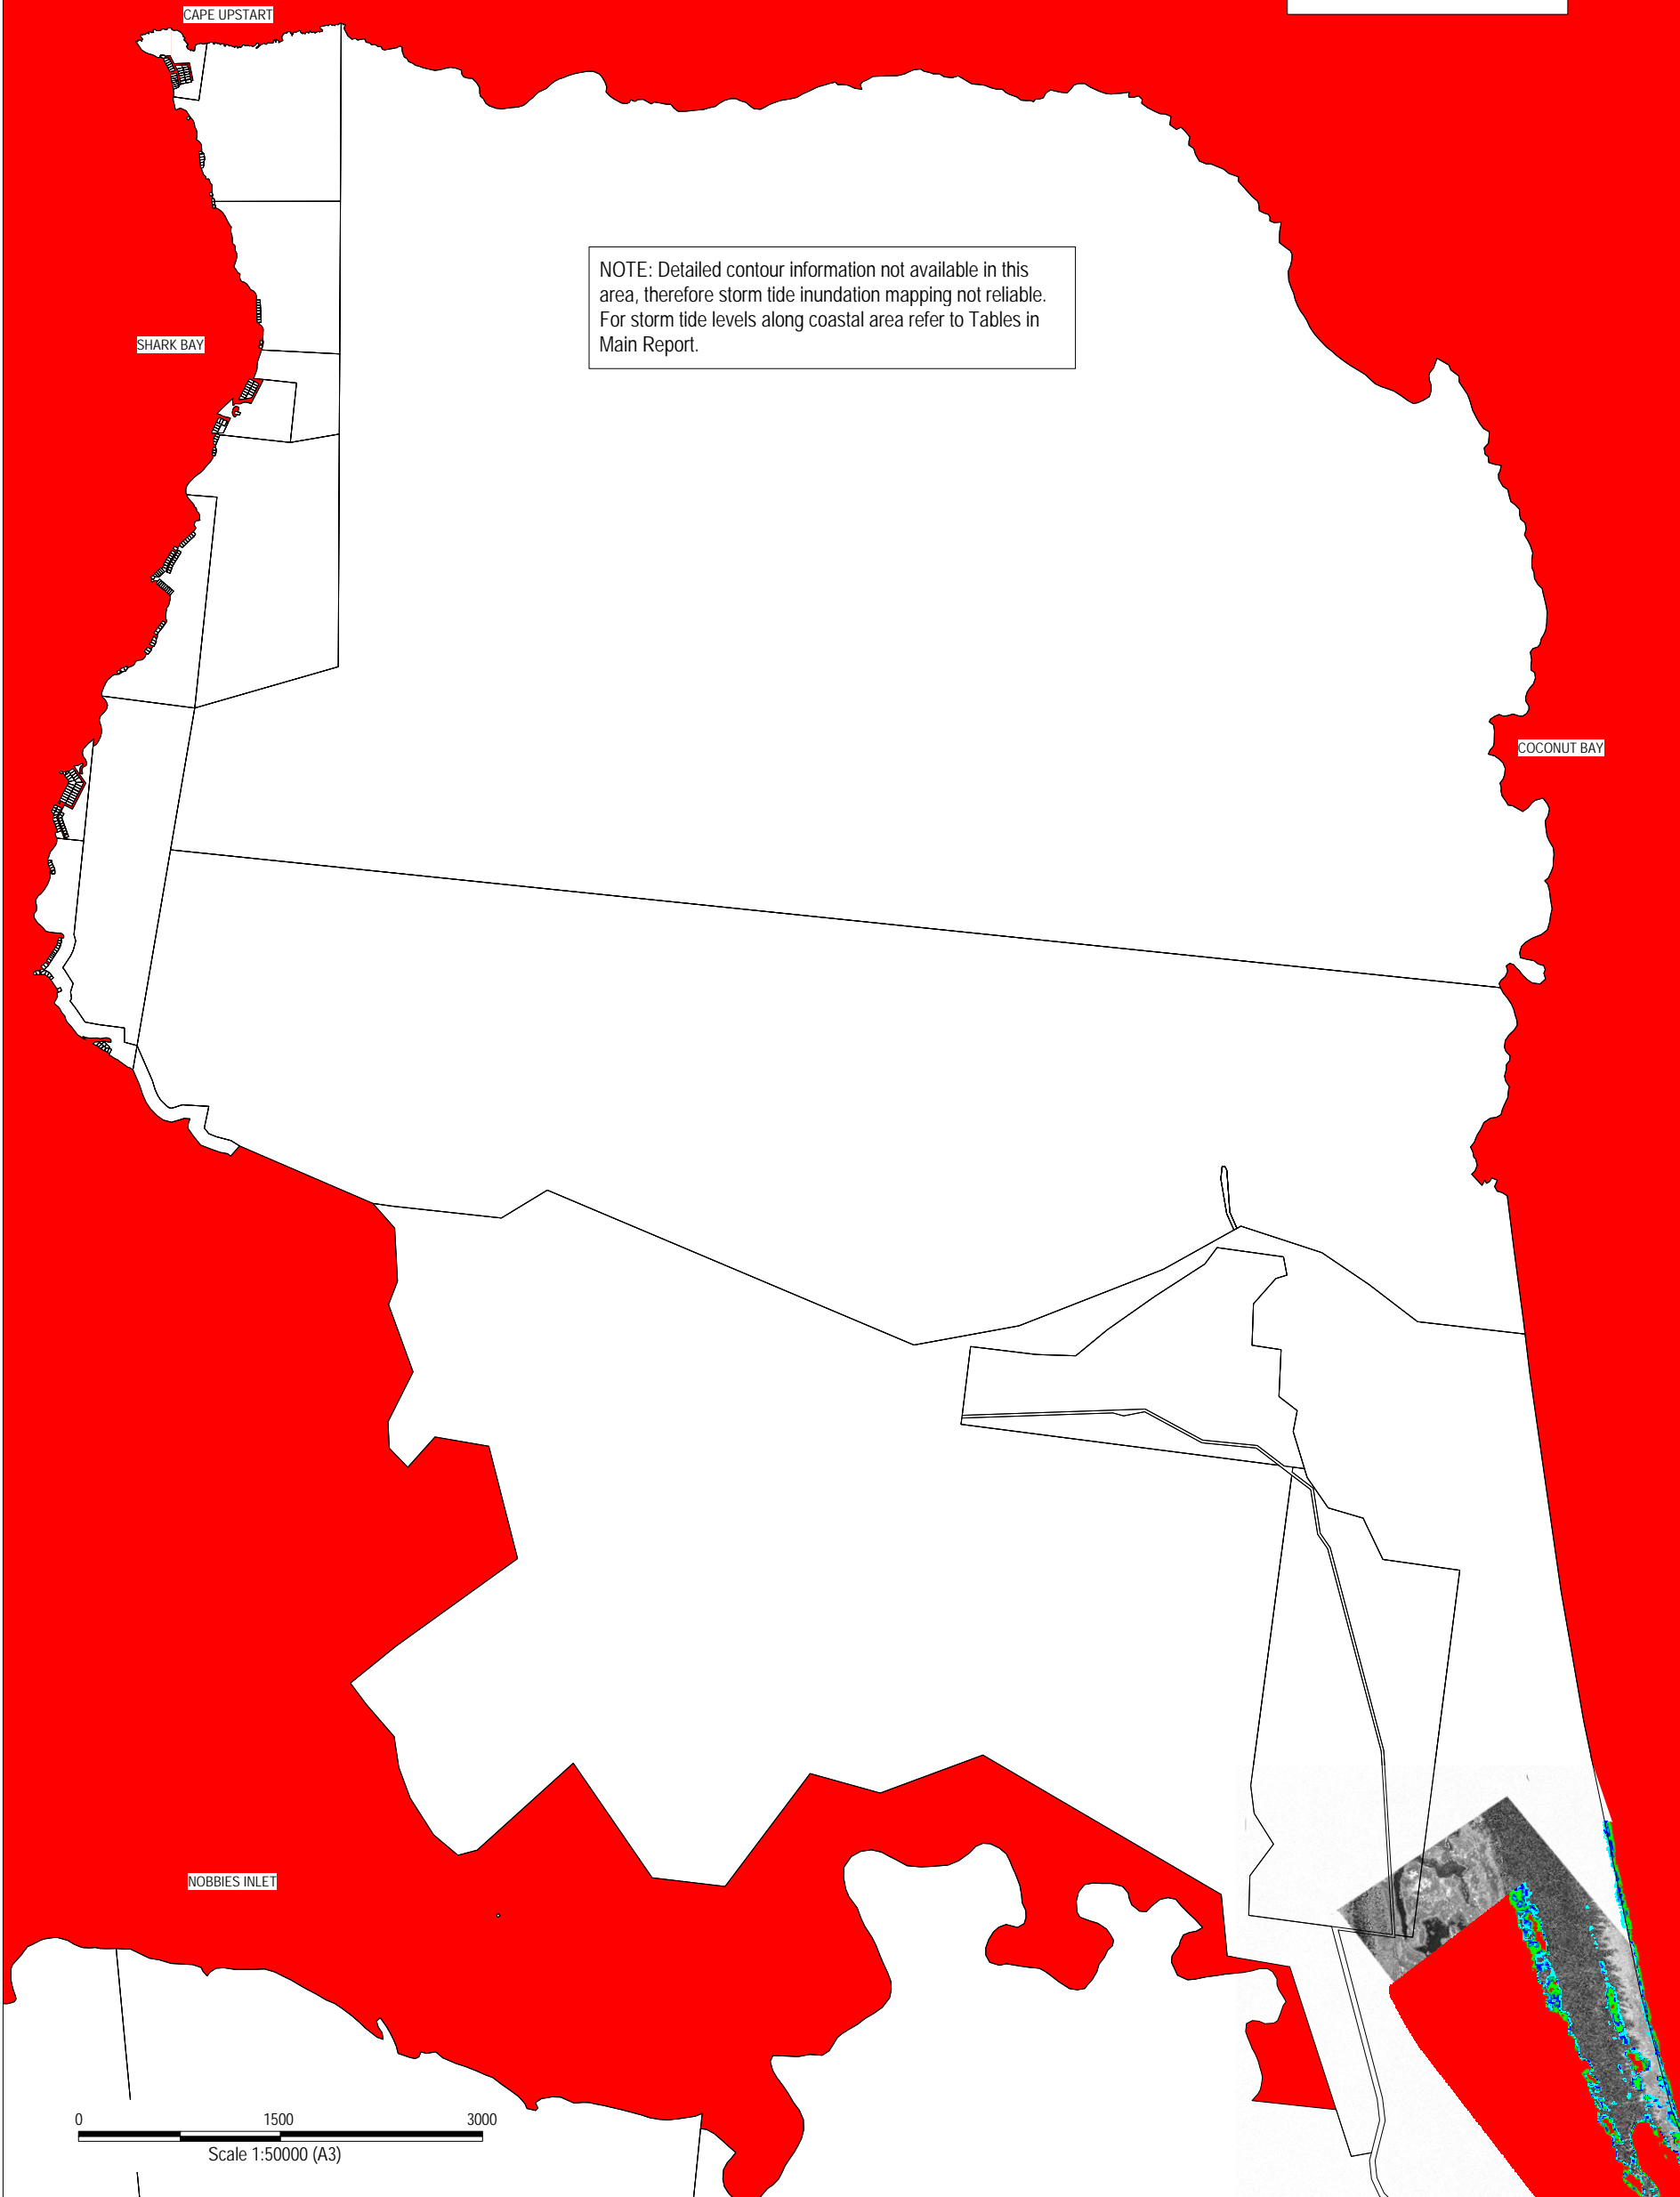 CAPE UPSTART
NOTE: Detailed contour information not available in this
area, therefore storm tide inundation mapping not reliable.
For storm tide levels along coastal area refer to Tables in
Main Report.
SHARK BAY
COCONUT BAY
NOBBIES INLET
0 1500 3000
Scale 1:50000 (A3)